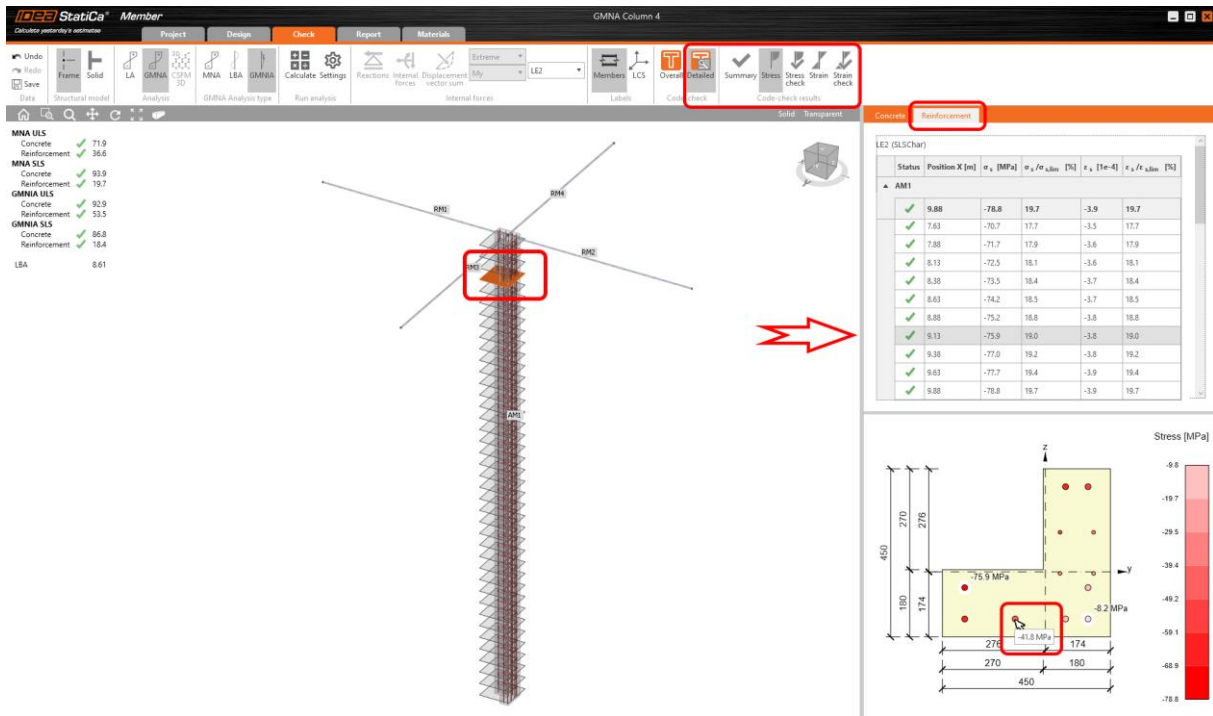 IDEA StatiCa® Member
Calculate yesterday's estimates
GMNA Column 4
Project Design Check Report Materials
Undo
Redo
Save
Frame Solid
LA GMNA CSFM 3D
MNA LBA GMNIA
Calculate Settings
Reactions Internal forces Displacement vector sum
Extreme
My
LE2
Members LCS
Overall Detailed
Summary Stress Stress check Strain Strain check
Data Structural model Analysis GMNA Analysis type Run analysis Internal forces Labels Code-check Code-check results
Solid Transparent
MNA ULS
Concrete 71.9
Reinforcement 36.6
MNA SLS
Concrete 93.9
Reinforcement 19.7
GMNIA ULS
Concrete 92.9
Reinforcement 53.5
GMNIA SLS
Concrete 86.8
Reinforcement 18.4
LBA 8.61
RM4
RM1
RM2
RM3
AM1
Concrete Reinforcement
LE2 (SLSChar)
Status Position X [m] σ s [MPa] σ s/σ s,lim [%] ε s [1e-4] ε s/ε s,lim [%]
AM1
9.88 -78.8 19.7 -3.9 19.7
7.63 -70.7 17.7 -3.5 17.7
7.88 -71.7 17.9 -3.6 17.9
8.13 -72.5 18.1 -3.6 18.1
8.38 -73.5 18.4 -3.7 18.4
8.63 -74.2 18.5 -3.7 18.5
8.88 -75.2 18.8 -3.8 18.8
9.13 -75.9 19.0 -3.8 19.0
9.38 -77.0 19.2 -3.8 19.2
9.63 -77.7 19.4 -3.9 19.4
9.88 -78.8 19.7 -3.9 19.7
Stress [MPa]
z
y
-9.8
-19.7
-29.5
-39.4
-49.2
-59.1
-68.9
-78.8
450
270
276
180
174
-75.9 MPa
-8.2 MPa
-41.8 MPa
276 174
270 180
450